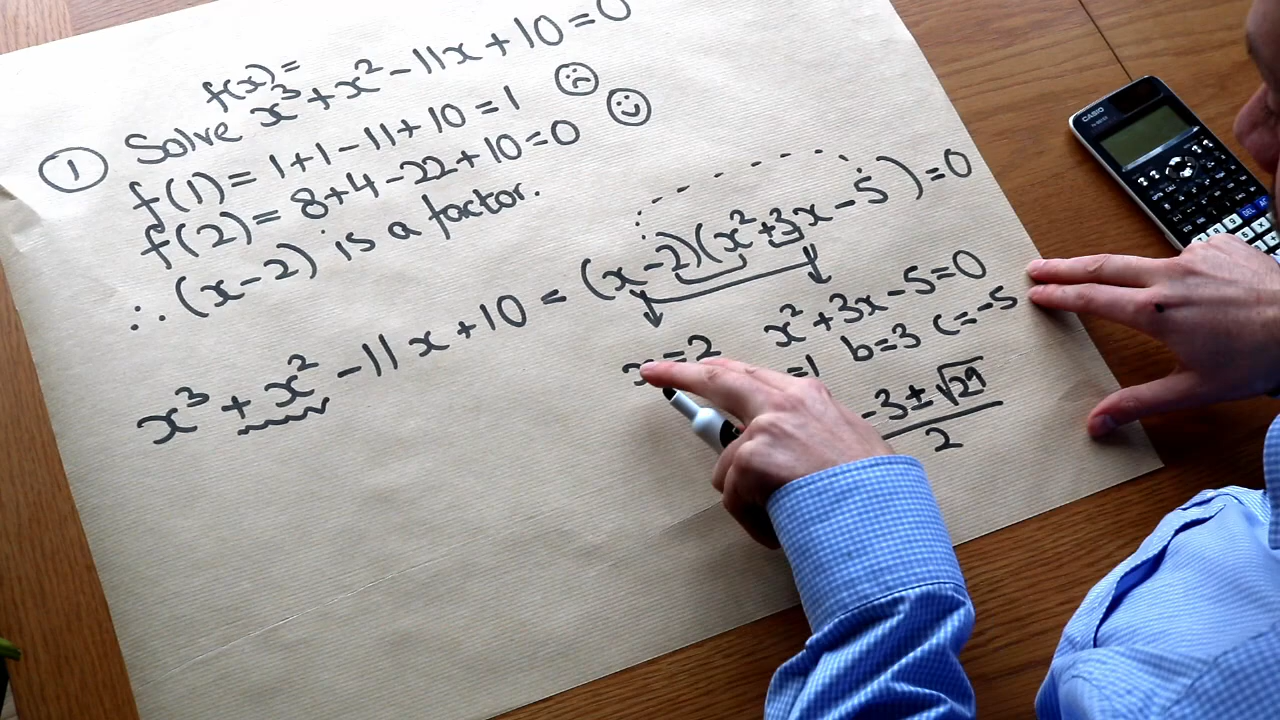 f(x)=
① Solve x³+x²-11x+10=0
f(1)=1+1-11+10=1 ☹
f(2)=8+4-22+10=0 ☺
∴ (x-2) is a factor.
x³+x²-11x+10=(x-2)(x²+3x-5)=0
x=2
x²+3x-5=0
=1 b=3 c=-5
-3±√29
2
CASIO